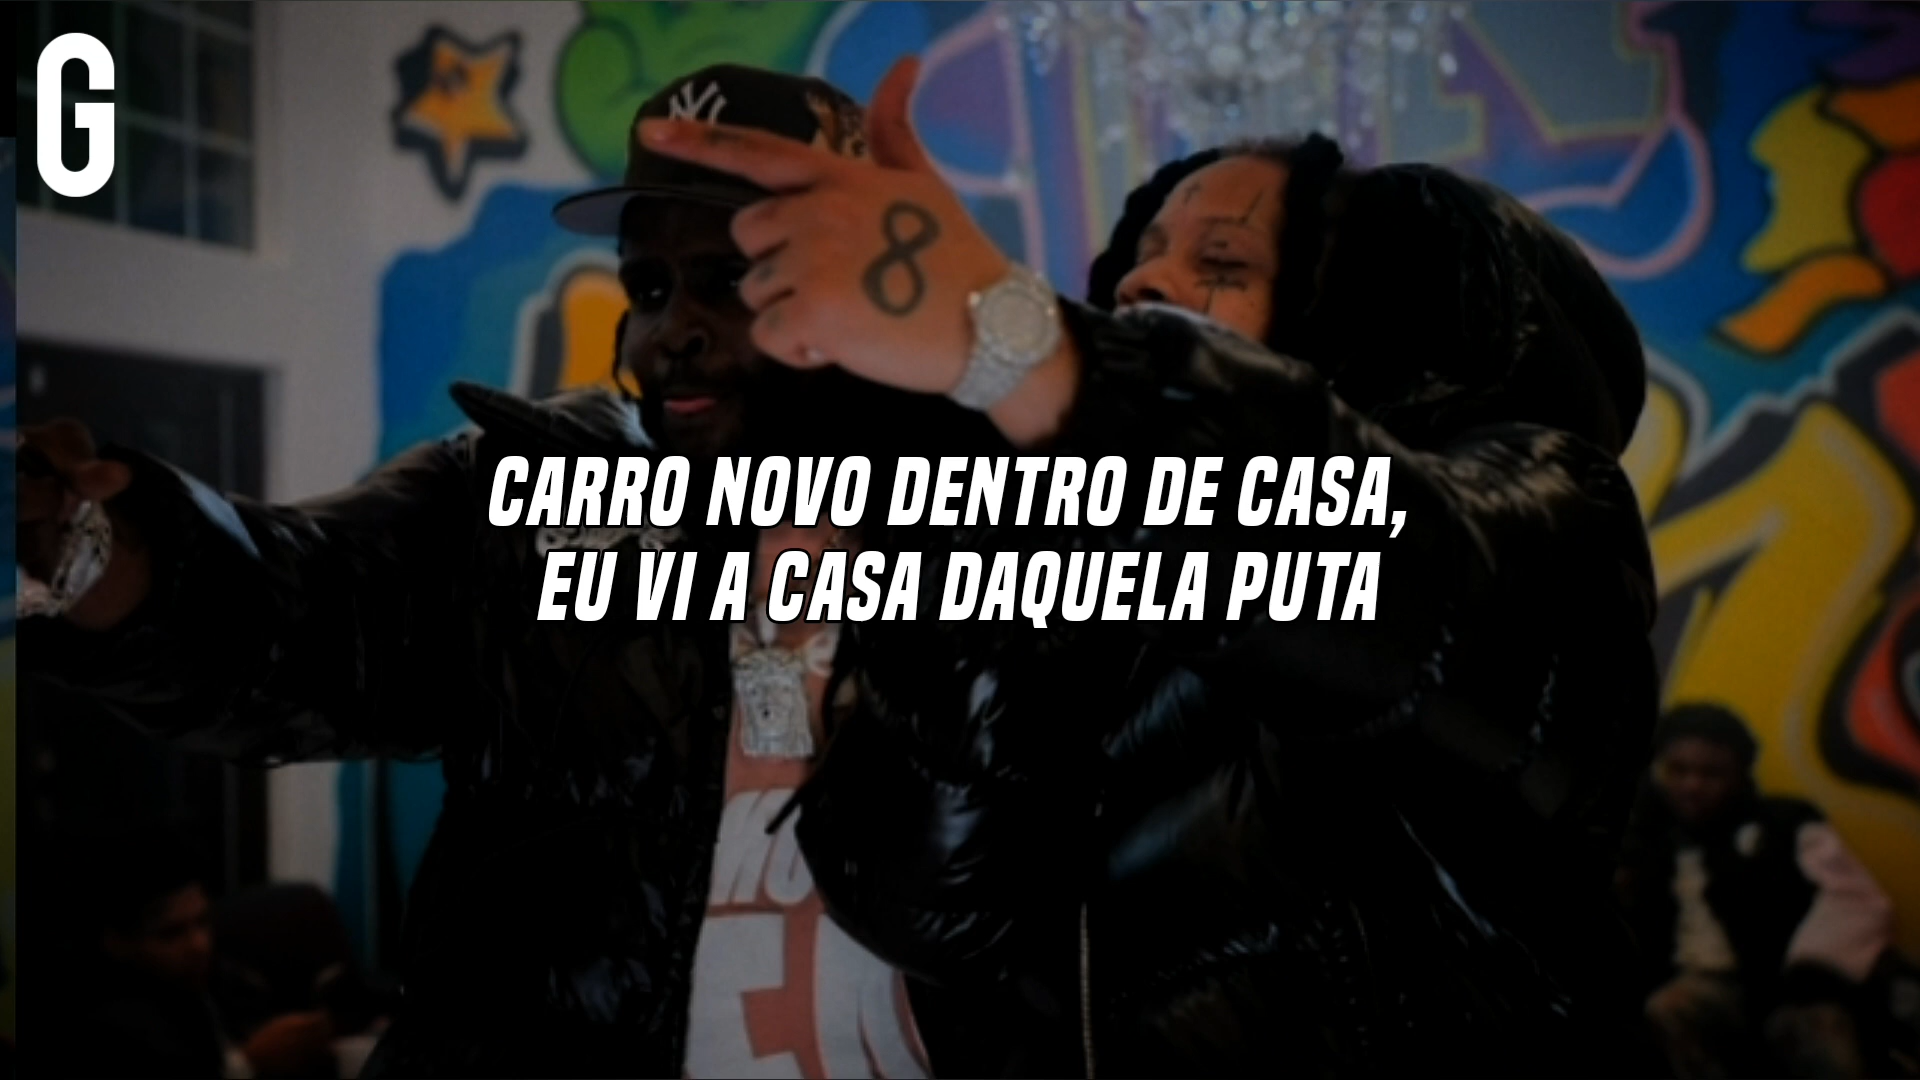 G
NY
CARRO NOVO DENTRO DE CASA,
EU VI A CASA DAQUELA PUTA
8